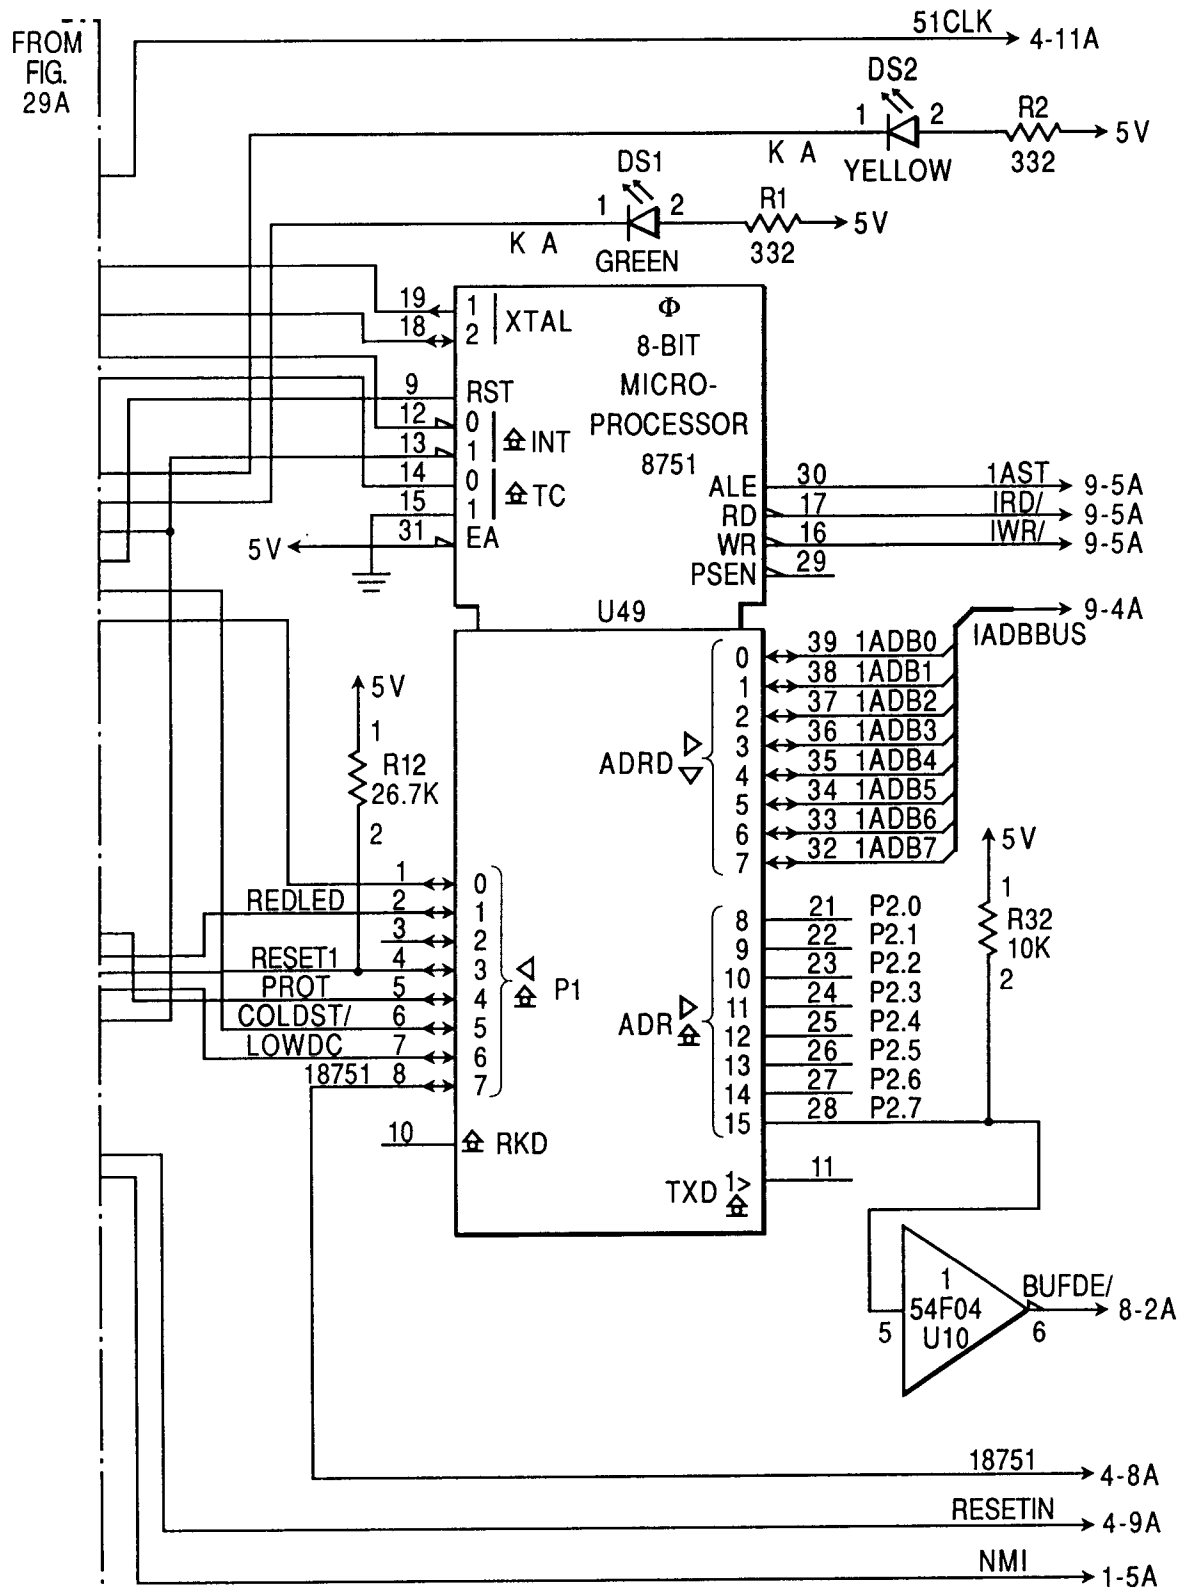 FROM
FIG.
29A
51CLK 4-11A
DS2
1 2 R2
5V
K A YELLOW 332
DS1
1 2 R1
5V
K A GREEN 332
19 1
18 2
XTAL
Φ
8-BIT
MICRO-
PROCESSOR
8751
9 RST
12 0
13 1
INT
14 0
15 1
TC
5V 31 EA
ALE 30 1AST 9-5A
RD 17 IRD/ 9-5A
WR 16 IWR/ 9-5A
PSEN 29
U49
9-4A
IADBBUS
0 39 1ADB0
1 38 1ADB1
2 37 1ADB2
3 36 1ADB3
4 35 1ADB4
5 34 1ADB5
6 33 1ADB6
7 32 1ADB7
ADRD
5V
1
R12
26.7K
2
1 0
REDLED 2 1
3 2
RESET1 4 3
PROT 5 4
COLDST/ 6 5
LOWDC 7 6
18751 8 7
P1
10 RKD
8 21 P2.0
9 22 P2.1
10 23 P2.2
11 24 P2.3
12 25 P2.4
13 26 P2.5
14 27 P2.6
15 28 P2.7
ADR
5V
1
R32
10K
2
TXD 1> 11
1
54F04
U10
5 6
BUFDE/ 8-2A
18751 4-8A
RESETIN 4-9A
NMI 1-5A